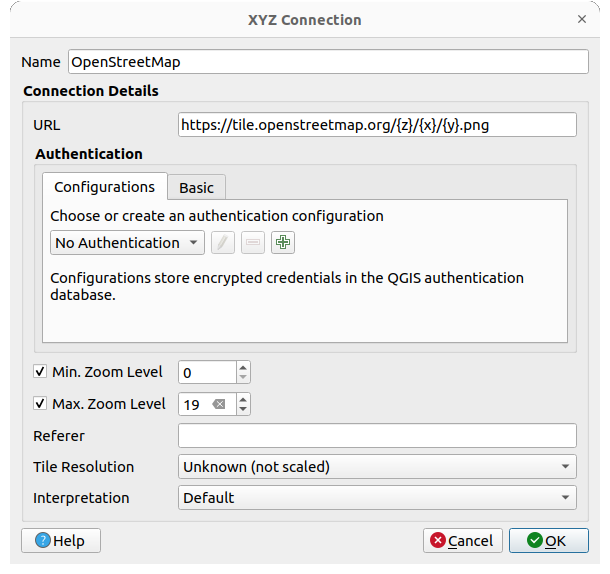 XYZ Connection
Name OpenStreetMap
Connection Details
URL https://tile.openstreetmap.org/{z}/{x}/{y}.png
Authentication
Configurations Basic
Choose or create an authentication configuration
No Authentication
Configurations store encrypted credentials in the QGIS authentication
database.
Min. Zoom Level 0
Max. Zoom Level 19
Referer
Tile Resolution Unknown (not scaled)
Interpretation Default
Help Cancel OK